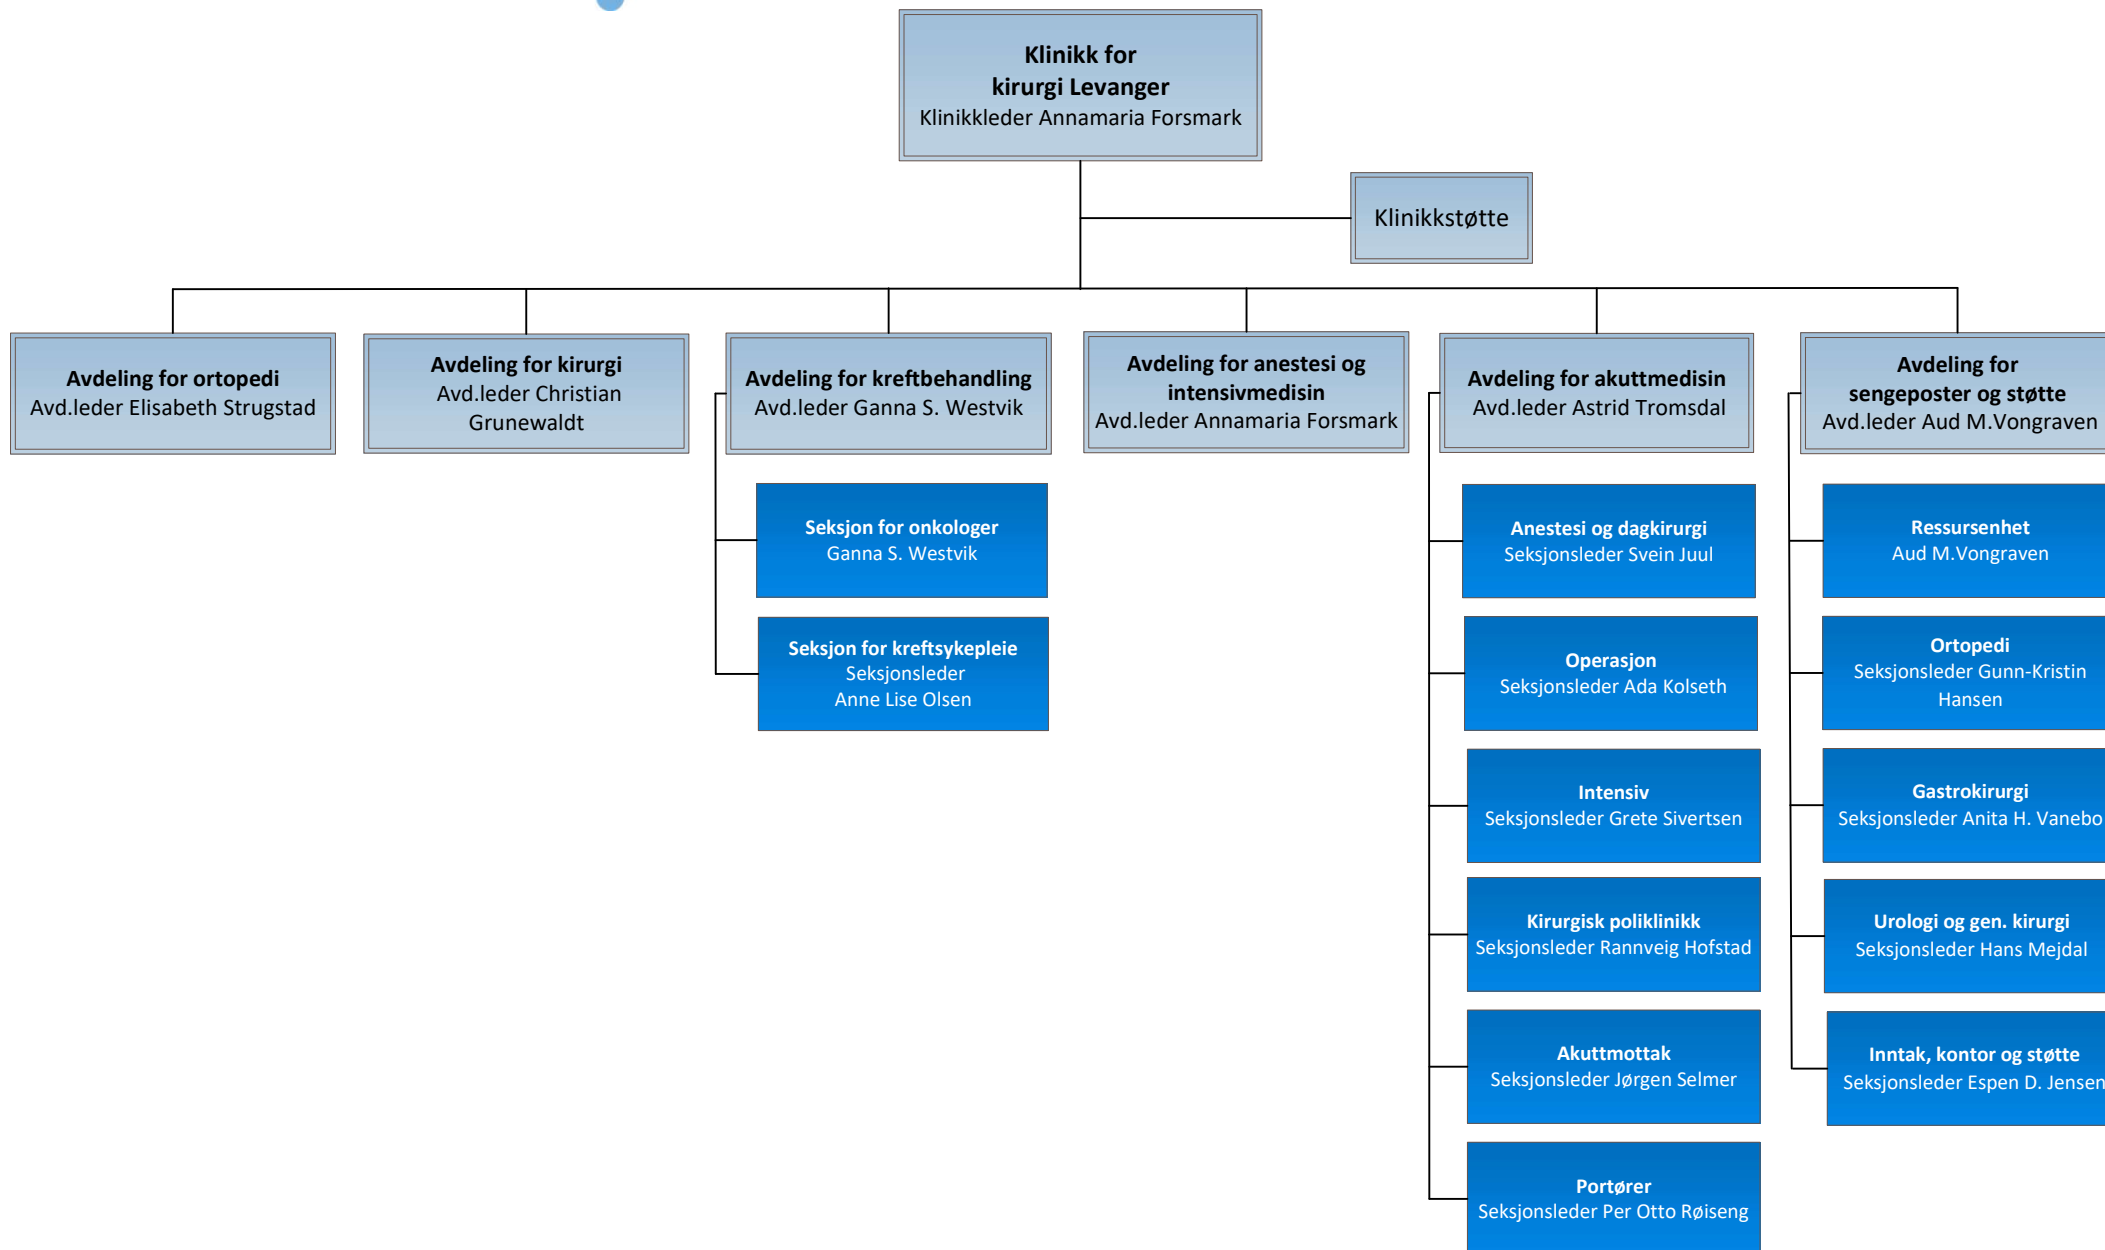 Klinikk for
kirurgi Levanger
Klinikkleder Annamaria Forsmark
Klinikkstøtte
Avdeling for ortopedi
Avd.leder Elisabeth Strugstad
Avdeling for kirurgi
Avd.leder Christian
Grunewaldt
Avdeling for kreftbehandling
Avd.leder Ganna S. Westvik
Avdeling for anestesi og
intensivmedisin
Avd.leder Annamaria Forsmark
Avdeling for akuttmedisin
Avd.leder Astrid Tromsdal
Avdeling for
sengeposter og støtte
Avd.leder Aud M.Vongraven
Seksjon for onkologer
Ganna S. Westvik
Seksjon for kreftsykepleie
Seksjonsleder
Anne Lise Olsen
Anestesi og dagkirurgi
Seksjonsleder Svein Juul
Operasjon
Seksjonsleder Ada Kolseth
Intensiv
Seksjonsleder Grete Sivertsen
Kirurgisk poliklinikk
Seksjonsleder Rannveig Hofstad
Akuttmottak
Seksjonsleder Jørgen Selmer
Portører
Seksjonsleder Per Otto Røiseng
Ressursenhet
Aud M.Vongraven
Ortopedi
Seksjonsleder Gunn-Kristin
Hansen
Gastrokirurgi
Seksjonsleder Anita H. Vanebo
Urologi og gen. kirurgi
Seksjonsleder Hans Mejdal
Inntak, kontor og støtte
Seksjonsleder Espen D. Jensen